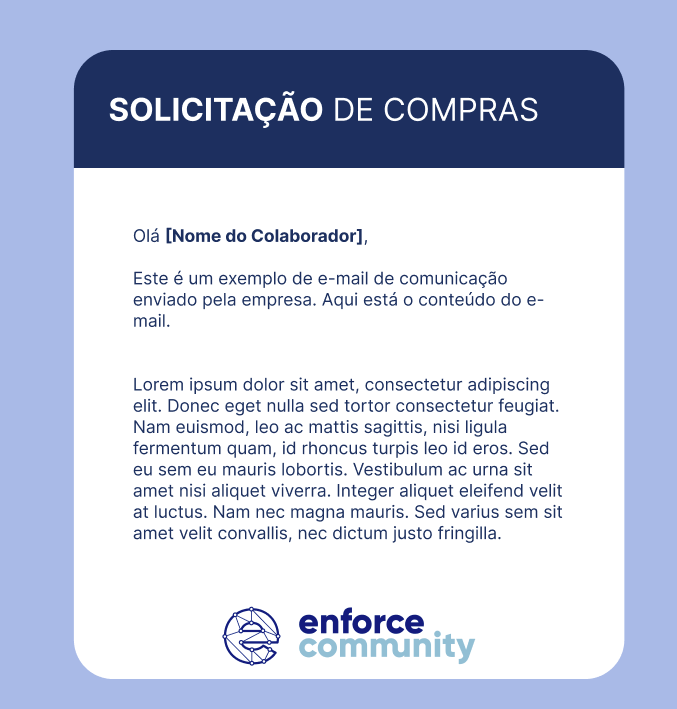 SOLICITAÇÃO DE COMPRAS
Olá [Nome do Colaborador],
Este é um exemplo de e-mail de comunicação
enviado pela empresa. Aqui está o conteúdo do e-
mail.
Lorem ipsum dolor sit amet, consectetur adipiscing
elit. Donec eget nulla sed tortor consectetur feugiat.
Nam euismod, leo ac mattis sagittis, nisi ligula
fermentum quam, id rhoncus turpis leo id eros. Sed
eu sem eu mauris lobortis. Vestibulum ac urna sit
amet nisi aliquet viverra. Integer aliquet eleifend velit
at luctus. Nam nec magna mauris. Sed varius sem sit
amet velit convallis, nec dictum justo fringilla.
enforce
community